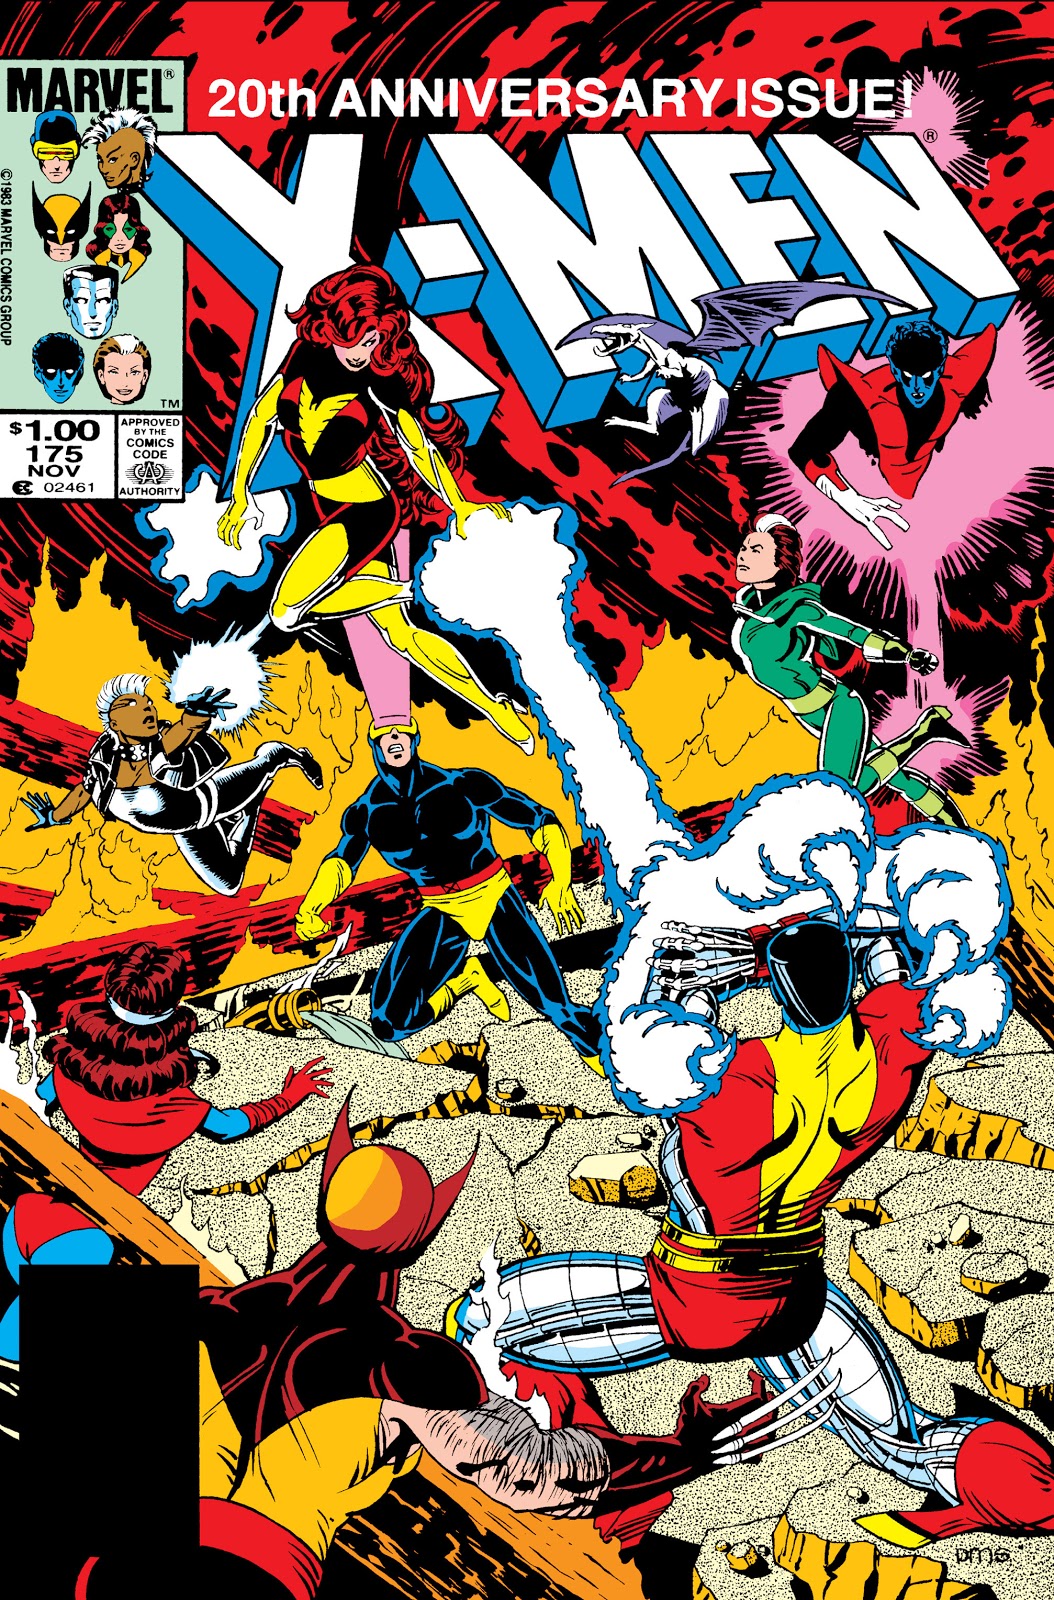 MARVEL®
20th ANNIVERSARY ISSUE!
X-MEN®
©1983 MARVEL COMICS GROUP
TM
$1.00
175
NOV
02461
APPROVED
BY THE
COMICS
CODE
CA
AUTHORITY